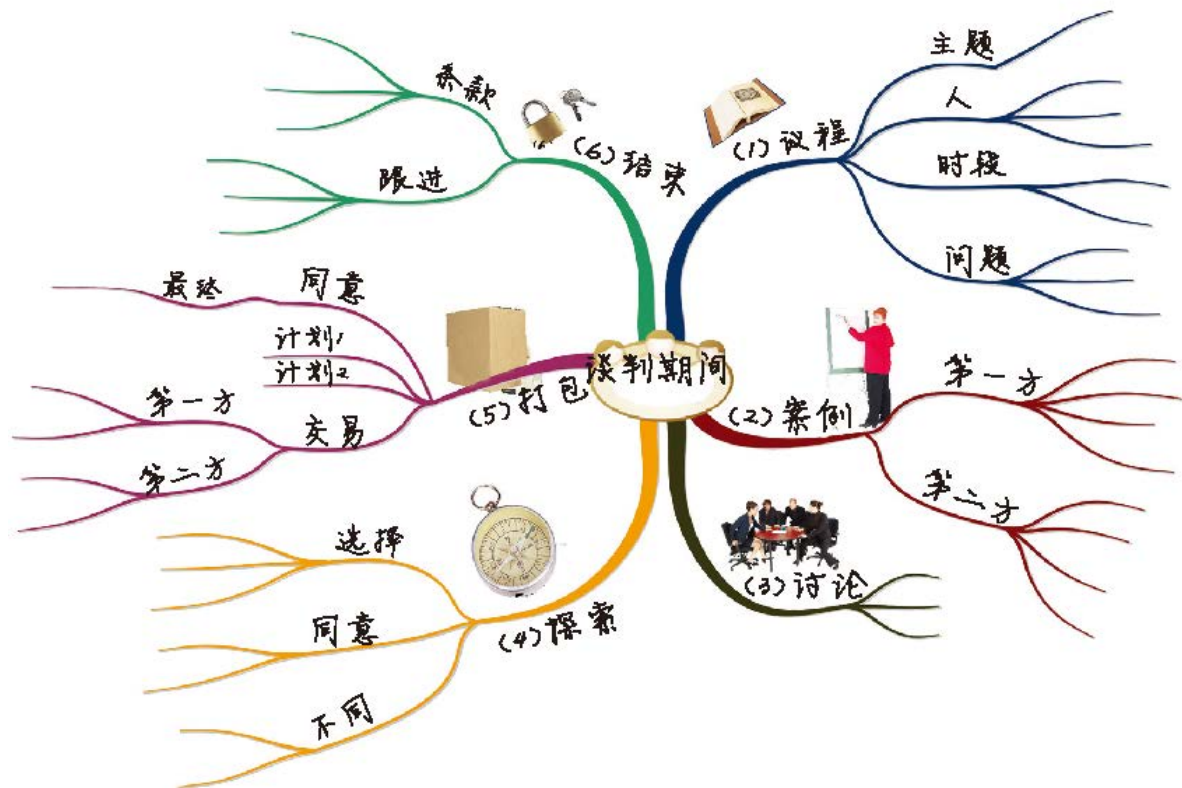 谈判期间
(1)议程
主题
人
时段
问题
(2)案例
第一方
第二方
(3)讨论
(4)探索
选择
同意
不同
(5)打包
同意
最终
计划1
计划2
交易
第一方
第二方
(6)结束
条款
跟进